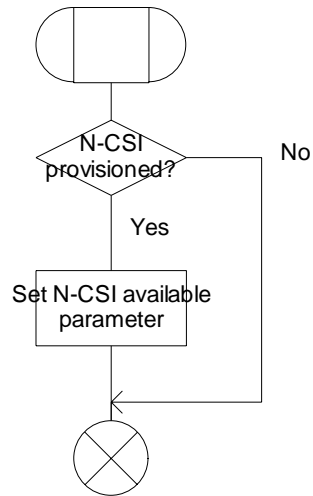 N-CSI
provisioned?
No
Yes
Set N-CSI available
parameter